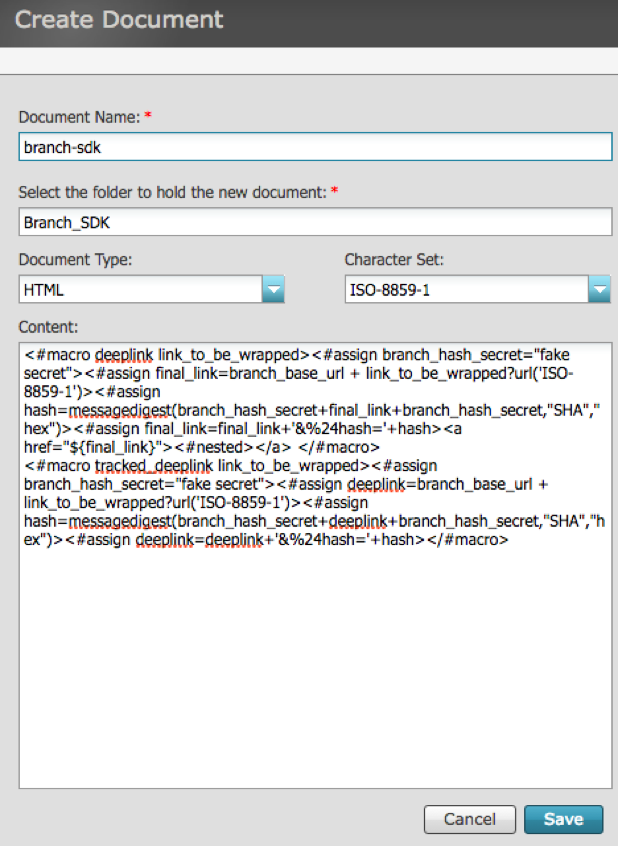 Create Document
Document Name: *
branch-sdk
Select the folder to hold the new document: *
Branch_SDK
Document Type:
Character Set:
HTML
ISO-8859-1
Content:
<#macro deeplink link_to_be_wrapped><#assign branch_hash_secret="fake
secret"><#assign final_link=branch_base_url + link_to_be_wrapped?url('ISO-
8859-1')><#assign
hash=messagedigest(branch_hash_secret+final_link+branch_hash_secret,"SHA","
hex")><#assign final_link=final_link+'&%24hash='+hash><a
href="${final_link}"><#nested></a> </#macro>
<#macro tracked_deeplink link_to_be_wrapped><#assign
branch_hash_secret="fake secret"><#assign deeplink=branch_base_url +
link_to_be_wrapped?url('ISO-8859-1')><#assign
hash=messagedigest(branch_hash_secret+deeplink+branch_hash_secret,"SHA","h
ex")><#assign deeplink=deeplink+'&%24hash='+hash></#macro>
Cancel
Save